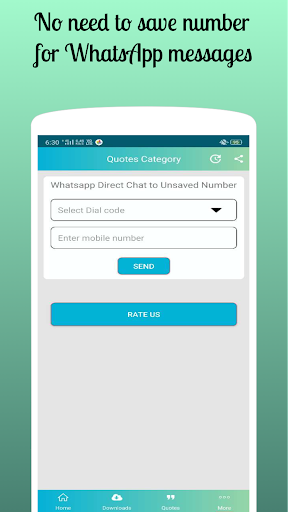 No need to save number
for WhatsApp messages
6:30
Quotes Category
Whatsapp Direct Chat to Unsaved Number
Select Dial code
Enter mobile number
SEND
RATE US
Home Downloads Quotes More